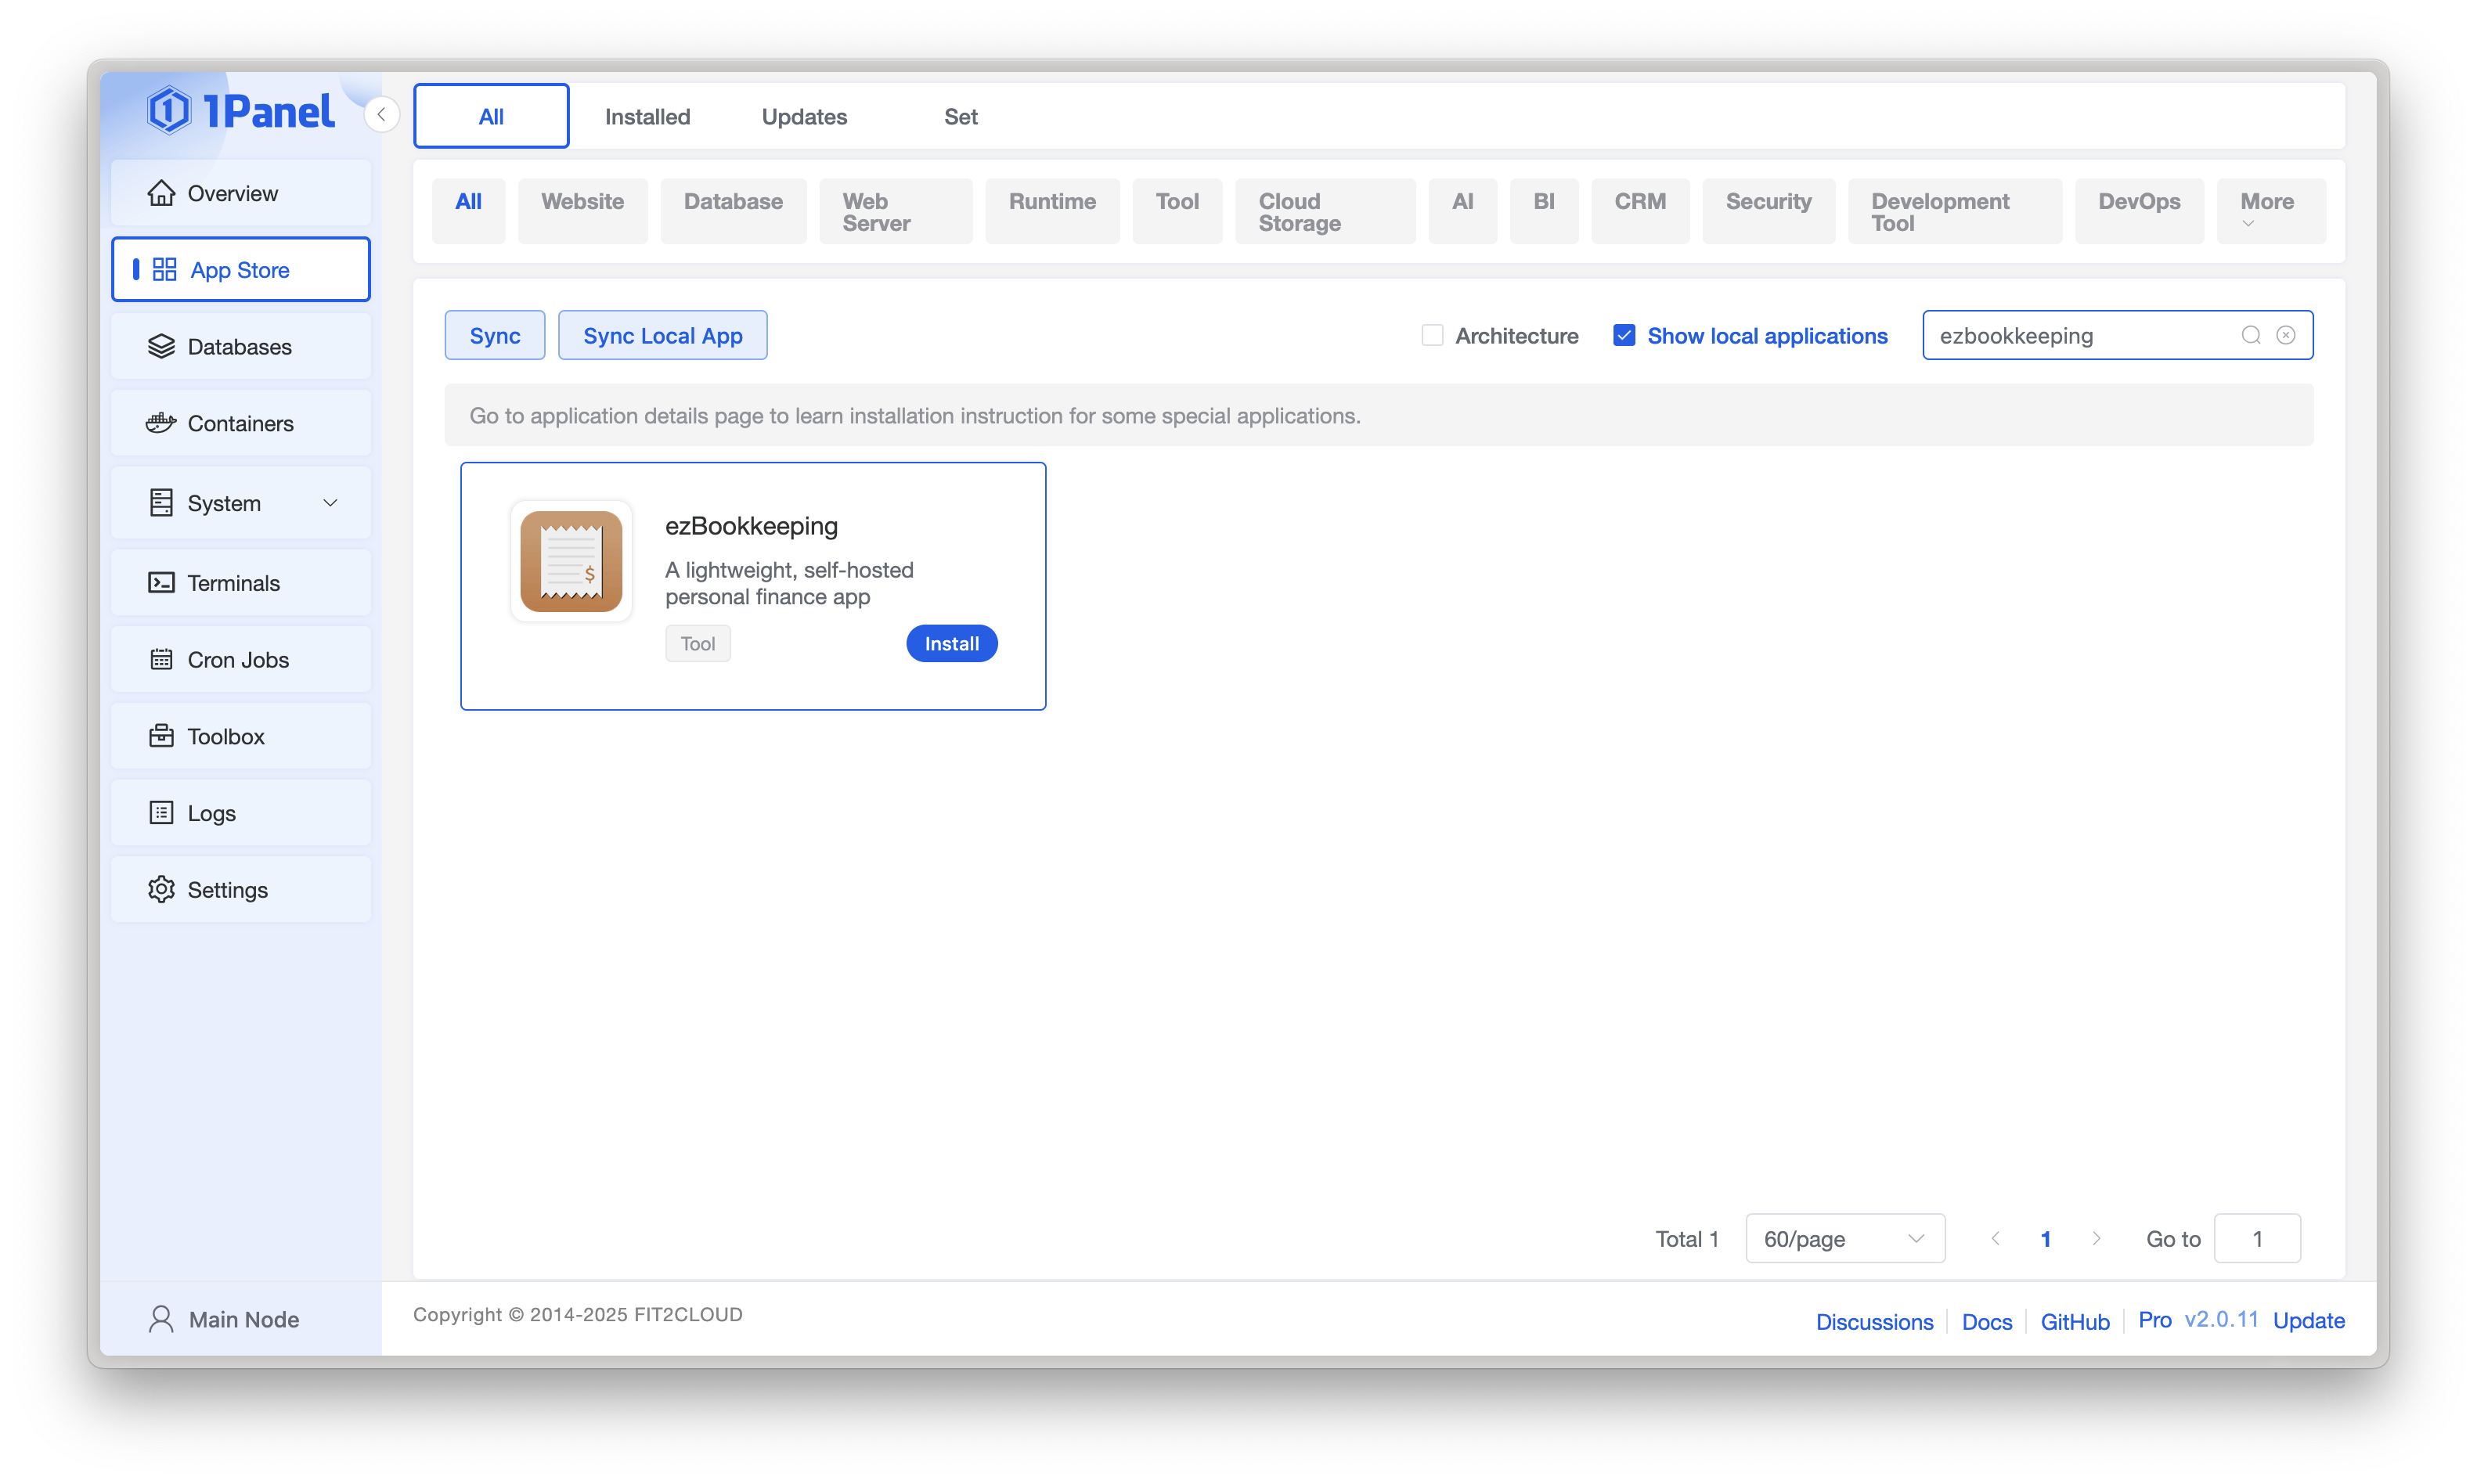 1Panel
All
Installed
Updates
Set
Overview
App Store
Databases
Containers
System
Terminals
Cron Jobs
Toolbox
Logs
Settings
Main Node
All
Website
Database
Web
Server
Runtime
Tool
Cloud
Storage
AI
BI
CRM
Security
Development
Tool
DevOps
More
Sync
Sync Local App
Architecture
Show local applications
ezbookkeeping
Go to application details page to learn installation instruction for some special applications.
$
ezBookkeeping
A lightweight, self-hosted
personal finance app
Tool
Install
Total 1
60/page
1
Go to
1
Copyright © 2014-2025 FIT2CLOUD
Discussions
Docs
GitHub
Pro
v2.0.11
Update